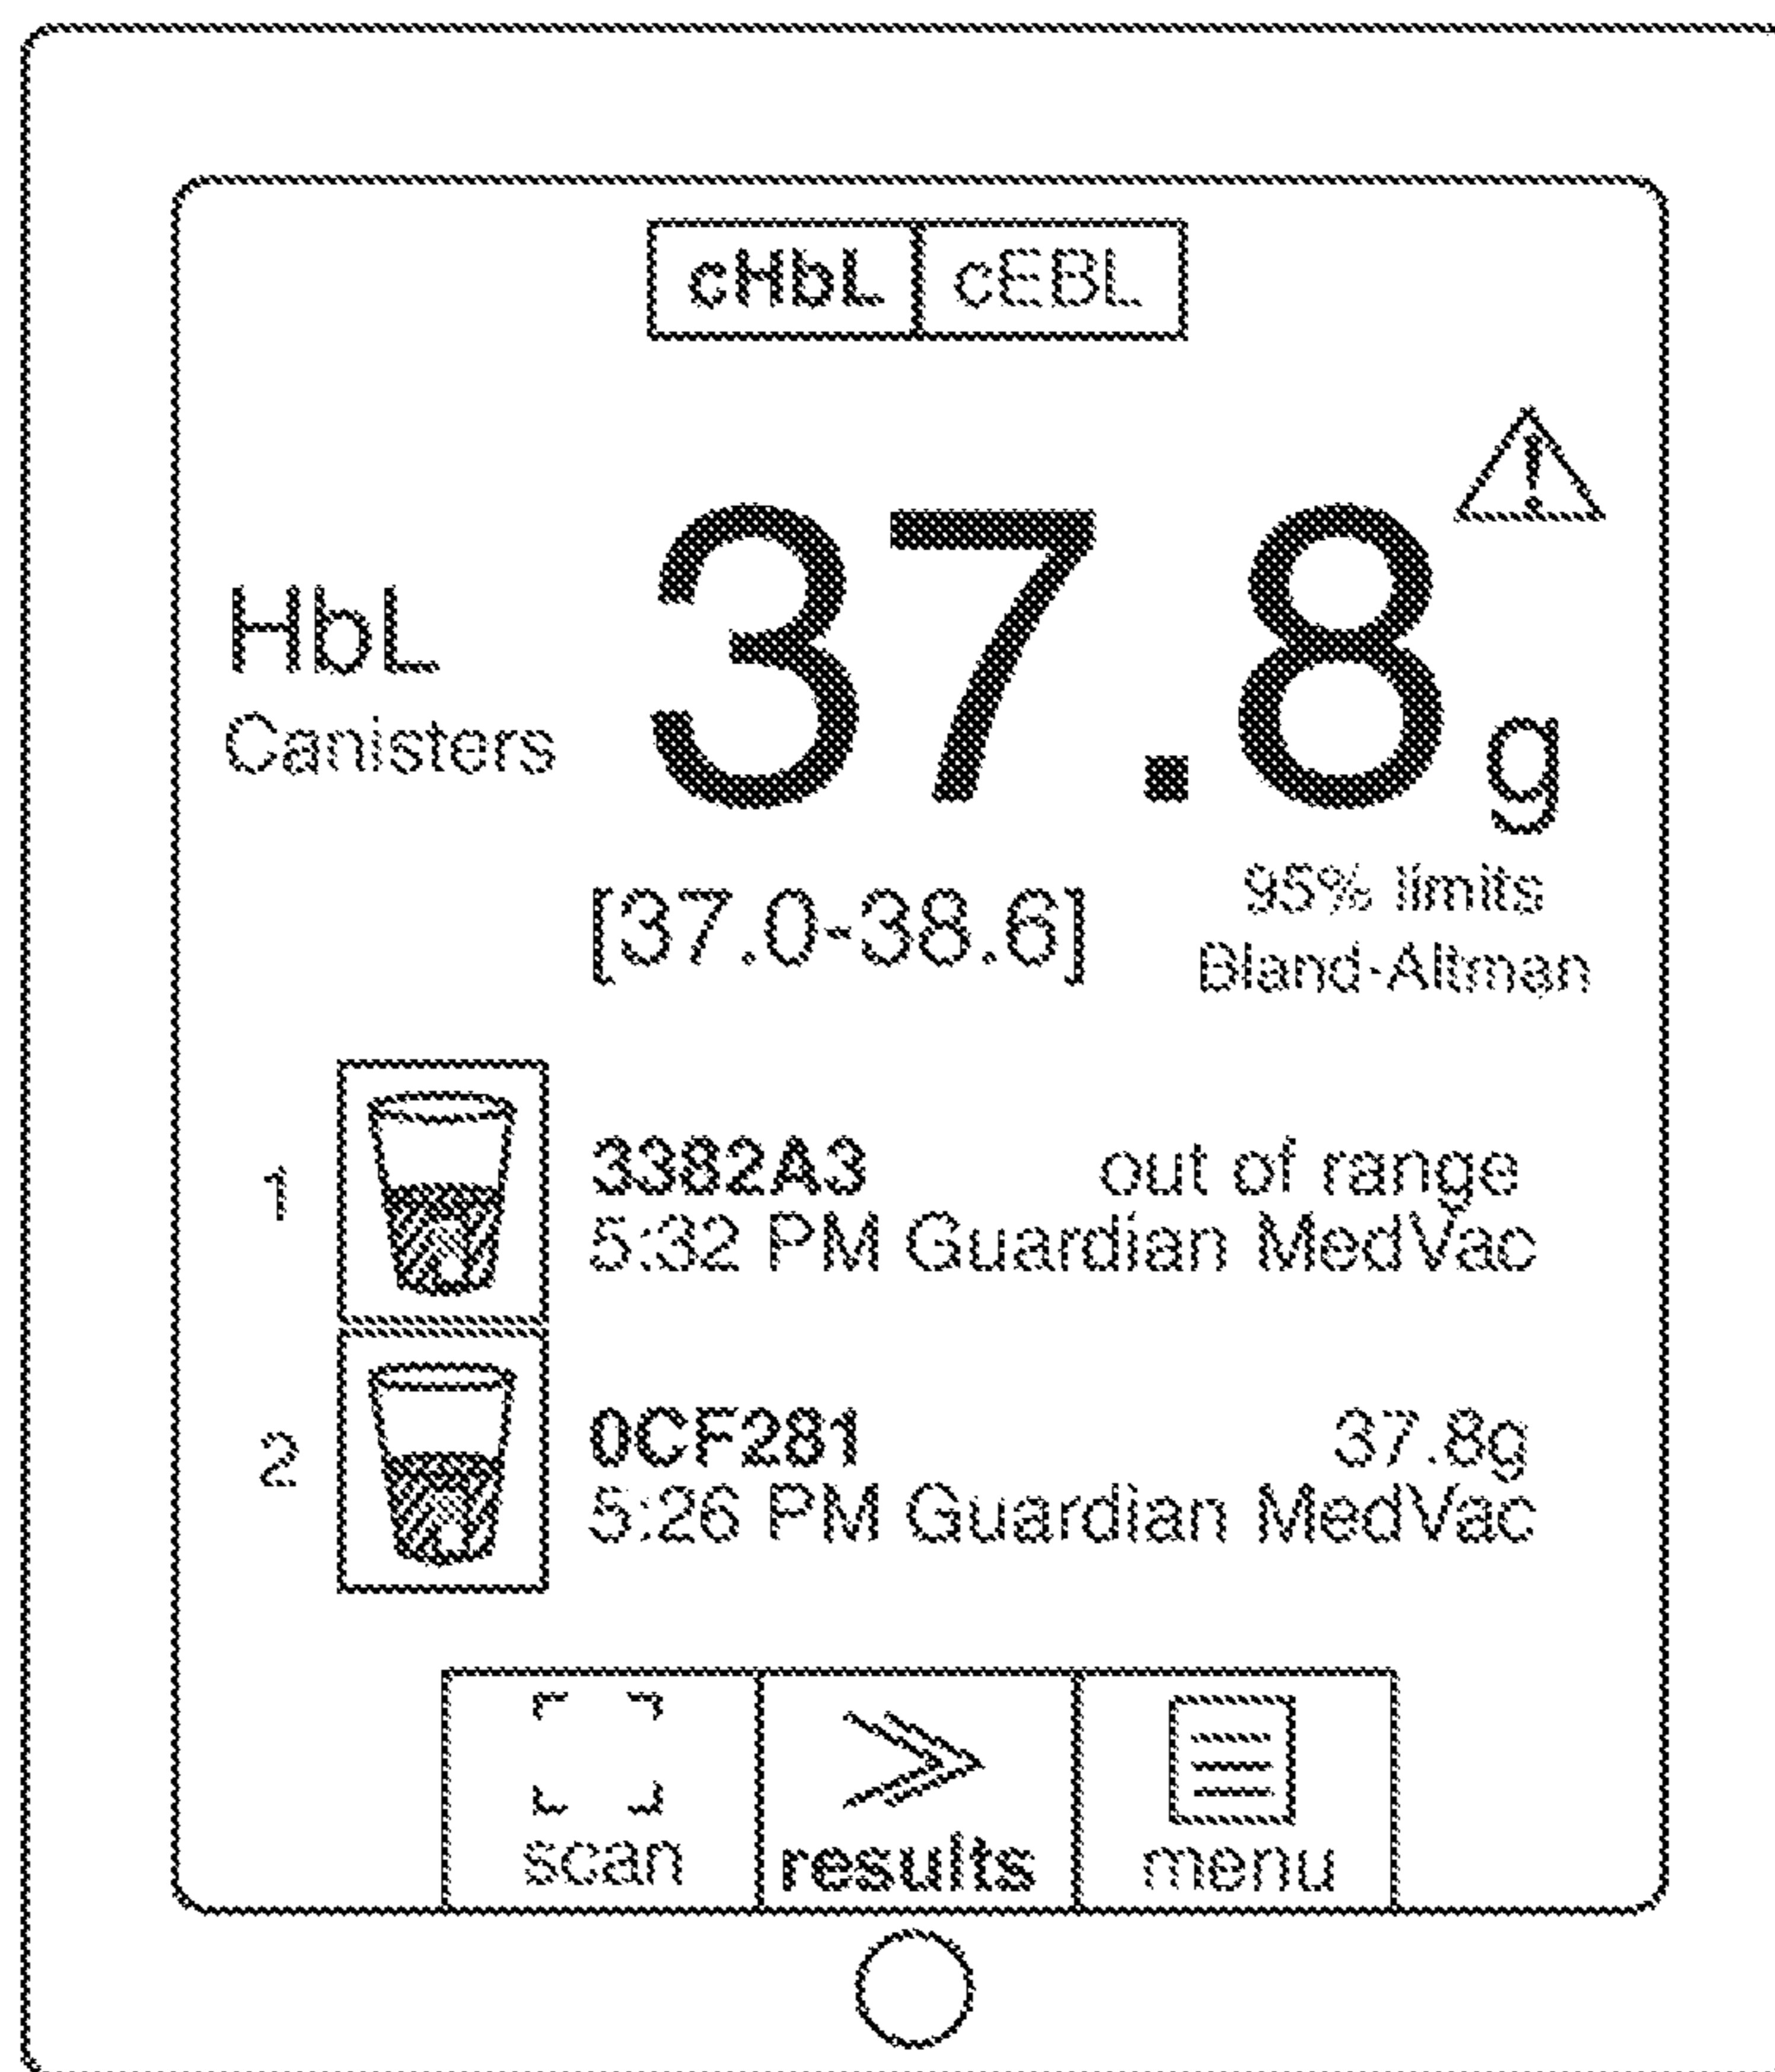 cHbL cEBL
37.8 g
HbL
Canisters
[37.0-38.6]
95% limits
Bland-Altman
1
3382A3 out of range
5:32 PM Guardian MedVac
2
0CF281 37.8g
5:26 PM Guardian MedVac
scan results menu